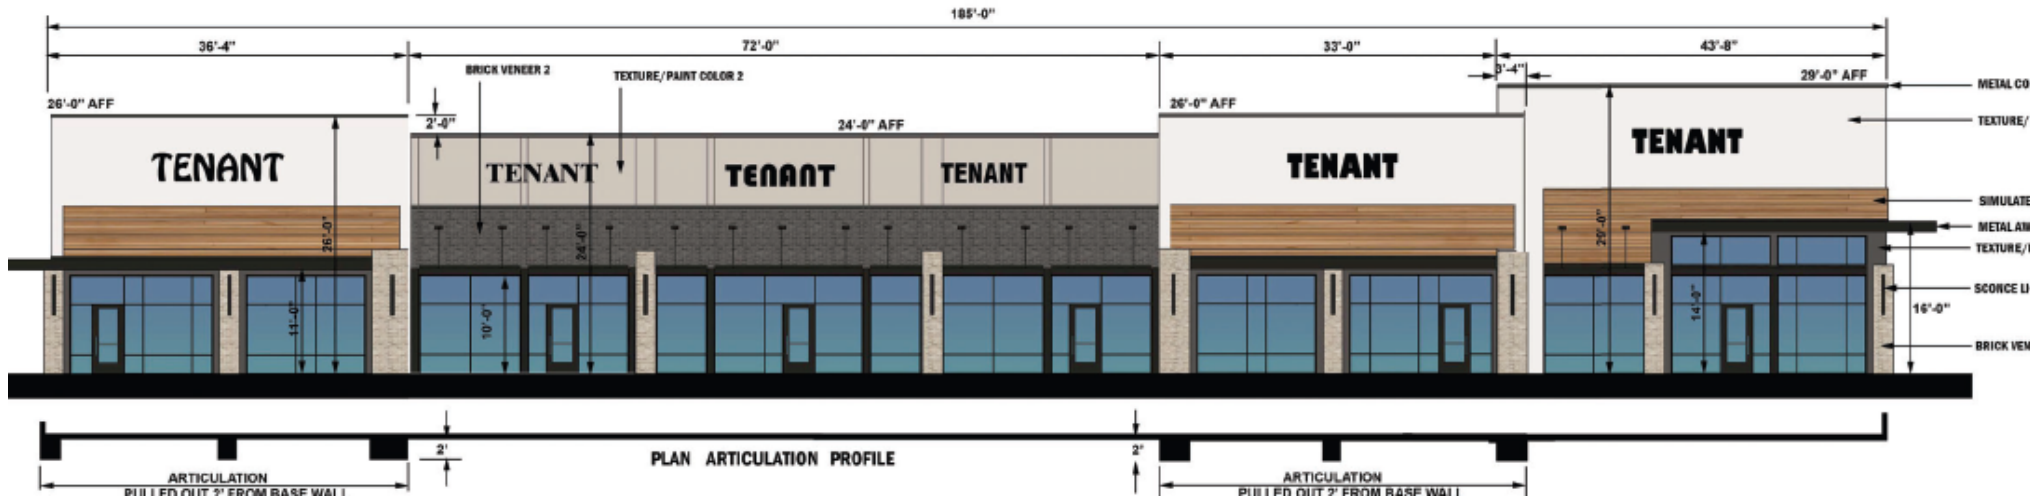 185'-0"
36'-4"
72'-0"
33'-0"
43'-8"
BRICK VENEER 2
TEXTURE/PAINT COLOR 2
3'-4"
29'-0" AFF
METAL CO
26'-0" AFF
2'-0"
24'-0" AFF
26'-0" AFF
TEXTURE/
TENANT
TENANT
TENANT
TENANT
TENANT
TENANT
SIMULATE
26'-0"
24'-0"
29'-0"
METAL AW
TEXTURE/
SCONCE LI
11'-0"
10'-0"
14'-0"
16'-0"
BRICK VEN
2'
PLAN ARTICULATION PROFILE
2'
ARTICULATION
PULLED OUT 2' FROM BASE WALL
ARTICULATION
PULLED OUT 2' FROM BASE WALL